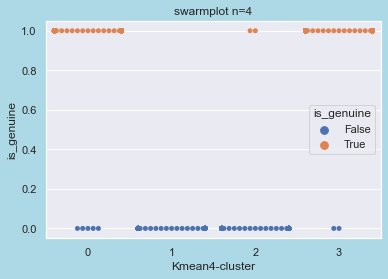 swarmplot n=4
is_genuine
1.0
0.8
0.6
0.4
0.2
0.0
is_genuine
False
True
0 1 2 3
Kmean4-cluster